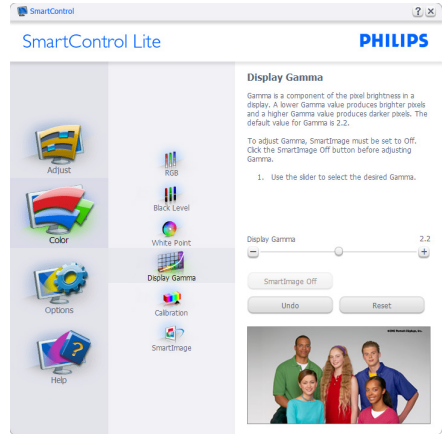 SmartControl
SmartControl Lite
PHILIPS
Adjust
Color
Options
Help
RGB
Black Level
White Point
Display Gamma
Calibration
SmartImage
Display Gamma
Gamma is a component of the pixel brightness in a
display. A lower Gamma value produces brighter pixels
and a higher Gamma value produces darker pixels. The
default value for Gamma is 2.2.
To adjust Gamma, SmartImage must be set to Off.
Click the SmartImage Off button before adjusting
Gamma.
1. Use the slider to select the desired Gamma.
Display Gamma 2.2
SmartImage Off
Undo Reset